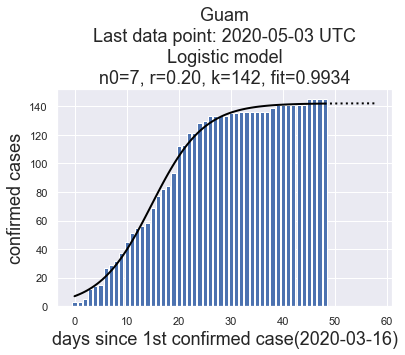 Guam
Last data point: 2020-05-03 UTC
Logistic model
n0=7, r=0.20, k=142, fit=0.9934
confirmed cases
140
120
100
80
60
40
20
0
0 10 20 30 40 50 60
days since 1st confirmed case(2020-03-16)